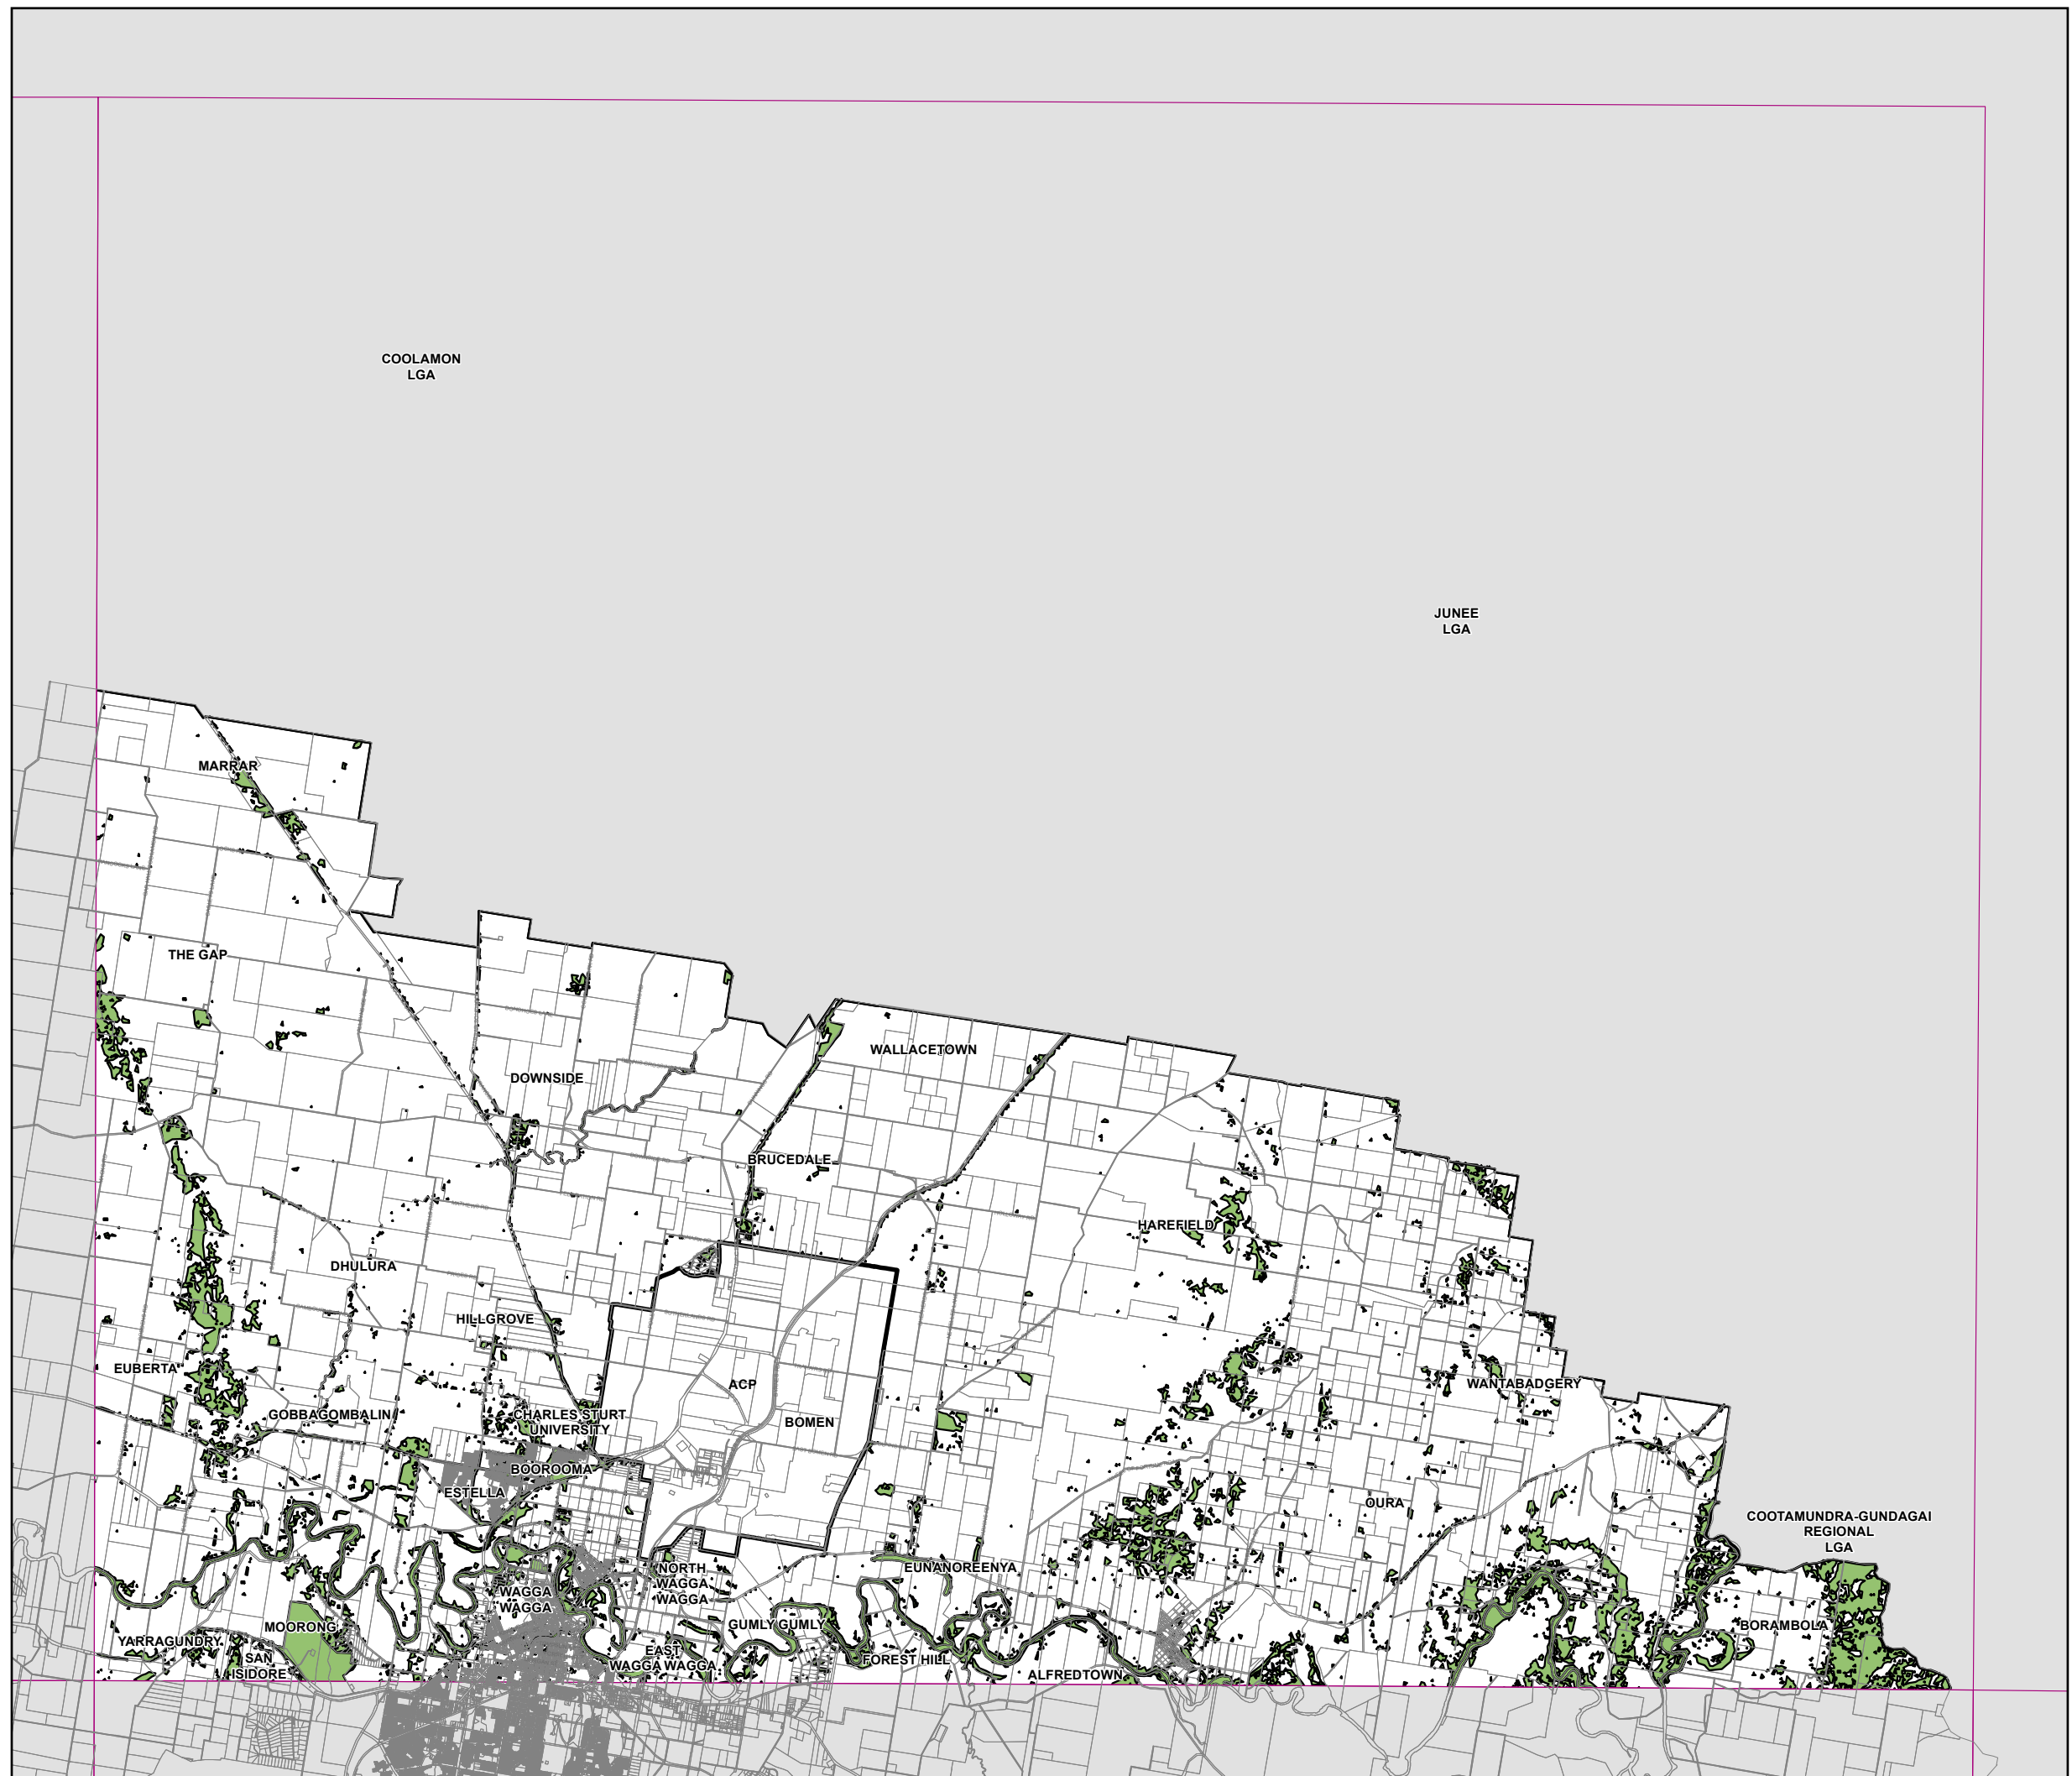 COOLAMON
LGA
JUNEE
LGA
MARRAR
THE GAP
WALLACETOWN
DOWNSIDE
BRUCEDALE
HAREFIELD
DHULURA
HILLGROVE
EUBERTA
ACP
WANTABADGERY
GOBBAGOMBALIN
CHARLES STURT
UNIVERSITY
BOMEN
BOOROOMA
ESTELLA
OURA
COOTAMUNDRA-GUNDAGAI
REGIONAL
LGA
EUNANOREENYA
NORTH
WAGGA
WAGGA
WAGGA
WAGGA
GUMLY GUMLY
MOORONG
BORAMBOLA
YARRAGUNDRY
SAN
ISIDORE
EAST
WAGGA WAGGA
FOREST HILL
ALFREDTOWN